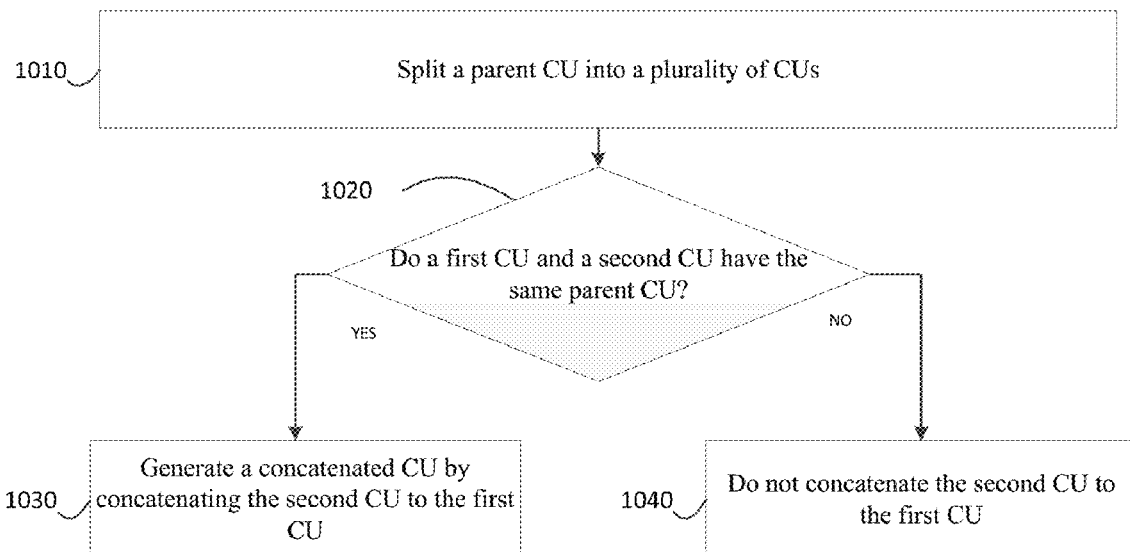 1010
Split a parent CU into a plurality of CUs
1020
Do a first CU and a second CU have the
same parent CU?
YES
NO
1030
Generate a concatenated CU by
concatenating the second CU to the first
CU
1040
Do not concatenate the second CU to
the first CU